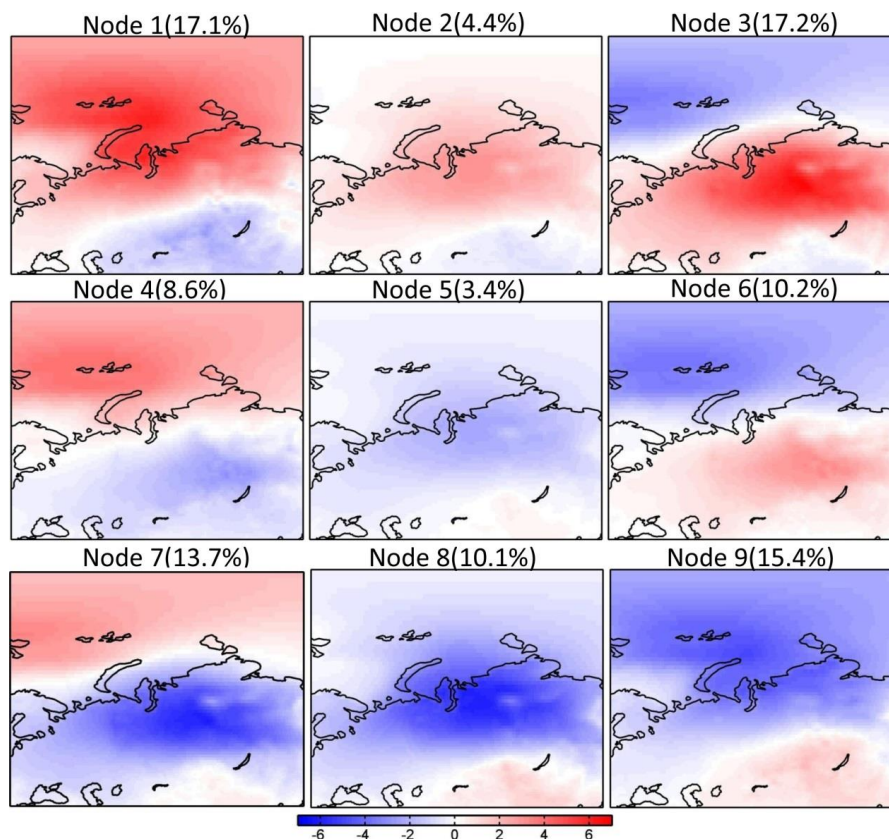 Node 1(17.1%) Node 2(4.4%) Node 3(17.2%)
Node 4(8.6%) Node 5(3.4%) Node 6(10.2%)
Node 7(13.7%) Node 8(10.1%) Node 9(15.4%)
-6 -4 -2 0 2 4 6